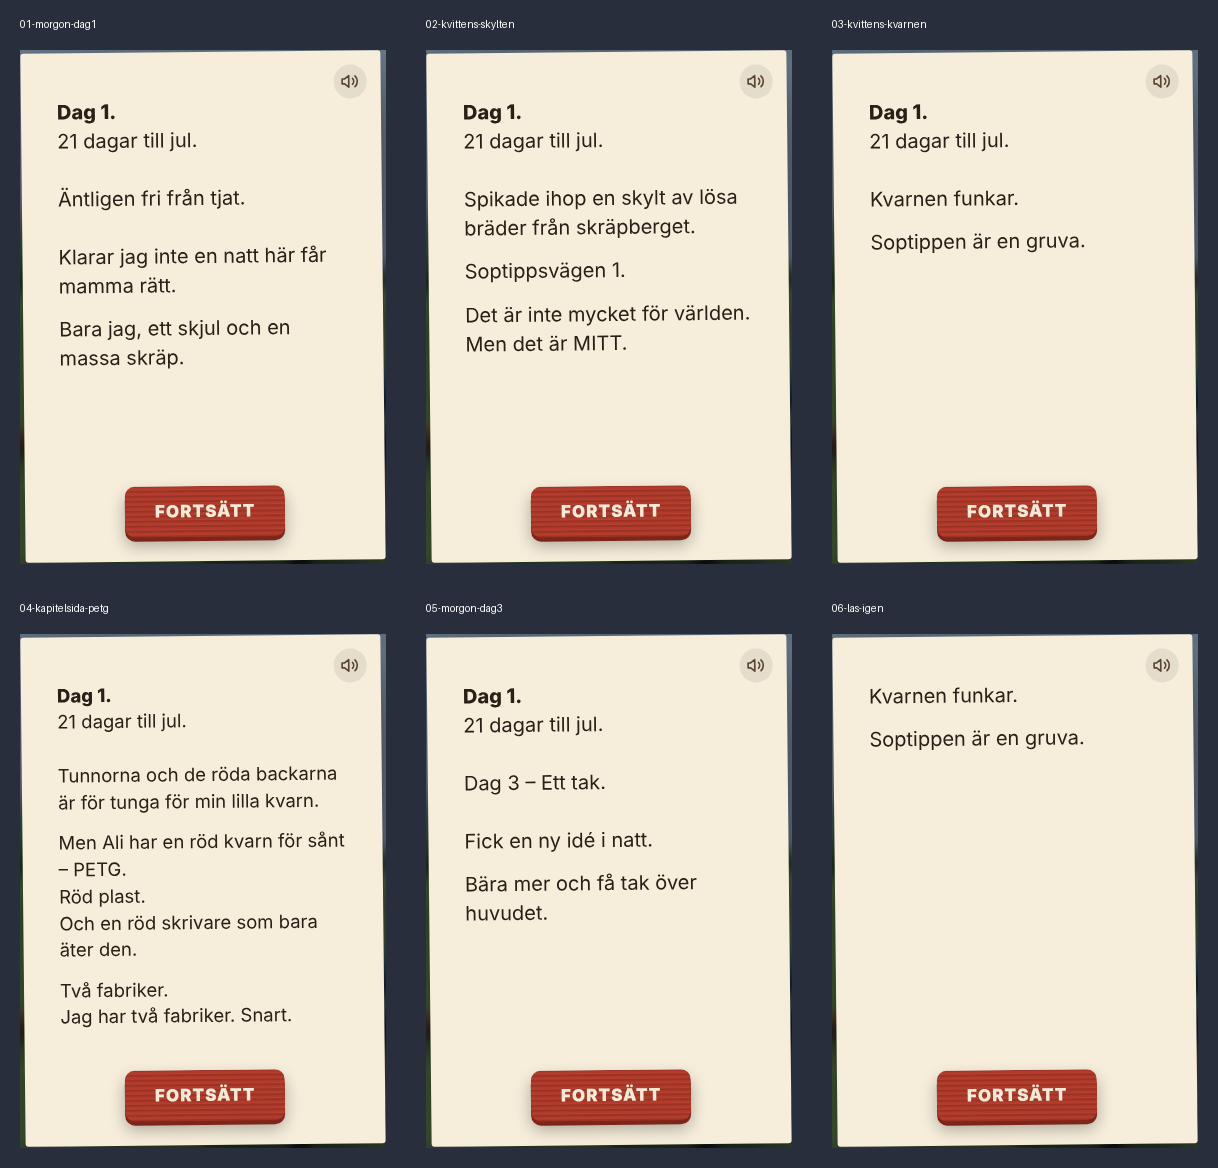 01-morgon-dag1
Dag 1.
21 dagar till jul.
Äntligen fri från tjat.
Klarar jag inte en natt här får
mamma rätt.
Bara jag, ett skjul och en
massa skräp.
FORTSÄTT
02-kvittens-skylten
Dag 1.
21 dagar till jul.
Spikade ihop en skylt av lösa
bräder från skräpberget.
Soptippsvägen 1.
Det är inte mycket för världen.
Men det är MITT.
FORTSÄTT
03-kvittens-kvarnen
Dag 1.
21 dagar till jul.
Kvarnen funkar.
Soptippen är en gruva.
FORTSÄTT
04-kapitelsida-petg
Dag 1.
21 dagar till jul.
Tunnorna och de röda backarna
är för tunga för min lilla kvarn.
Men Ali har en röd kvarn för sånt
– PETG.
Röd plast.
Och en röd skrivare som bara
äter den.
Två fabriker.
Jag har två fabriker. Snart.
FORTSÄTT
05-morgon-dag3
Dag 1.
21 dagar till jul.
Dag 3 – Ett tak.
Fick en ny idé i natt.
Bära mer och få tak över
huvudet.
FORTSÄTT
06-las-igen
Kvarnen funkar.
Soptippen är en gruva.
FORTSÄTT